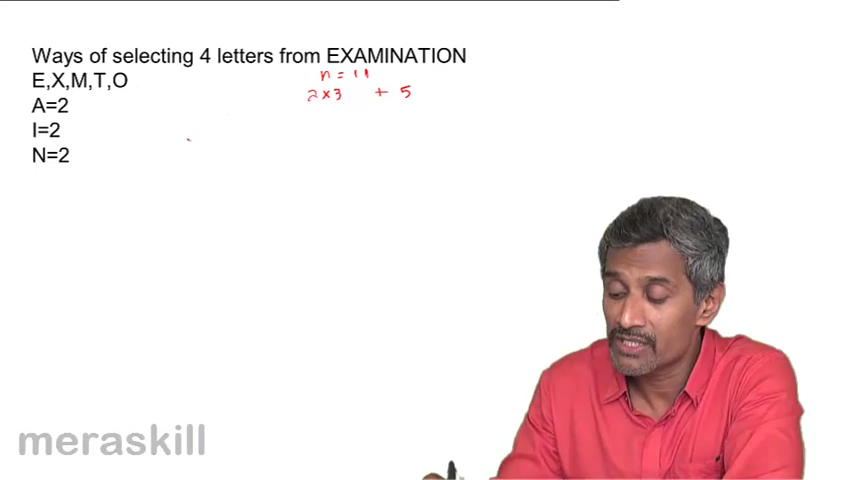 Ways of selecting 4 letters from EXAMINATION
n = 11
E,X,M,T,O
2 x 3 + 5
A=2
I=2
N=2
meraskill